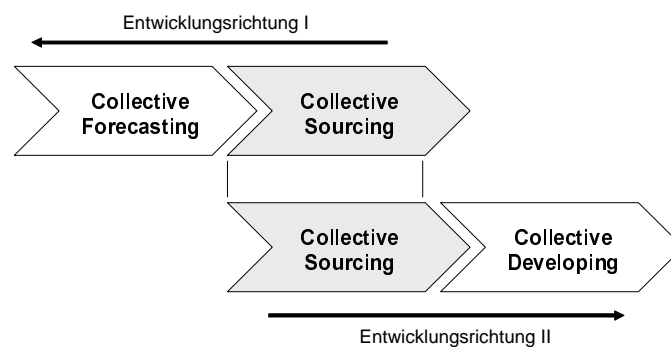 Entwicklungsrichtung I
Collective
Forecasting
Collective
Sourcing
Collective
Sourcing
Collective
Developing
Entwicklungsrichtung II